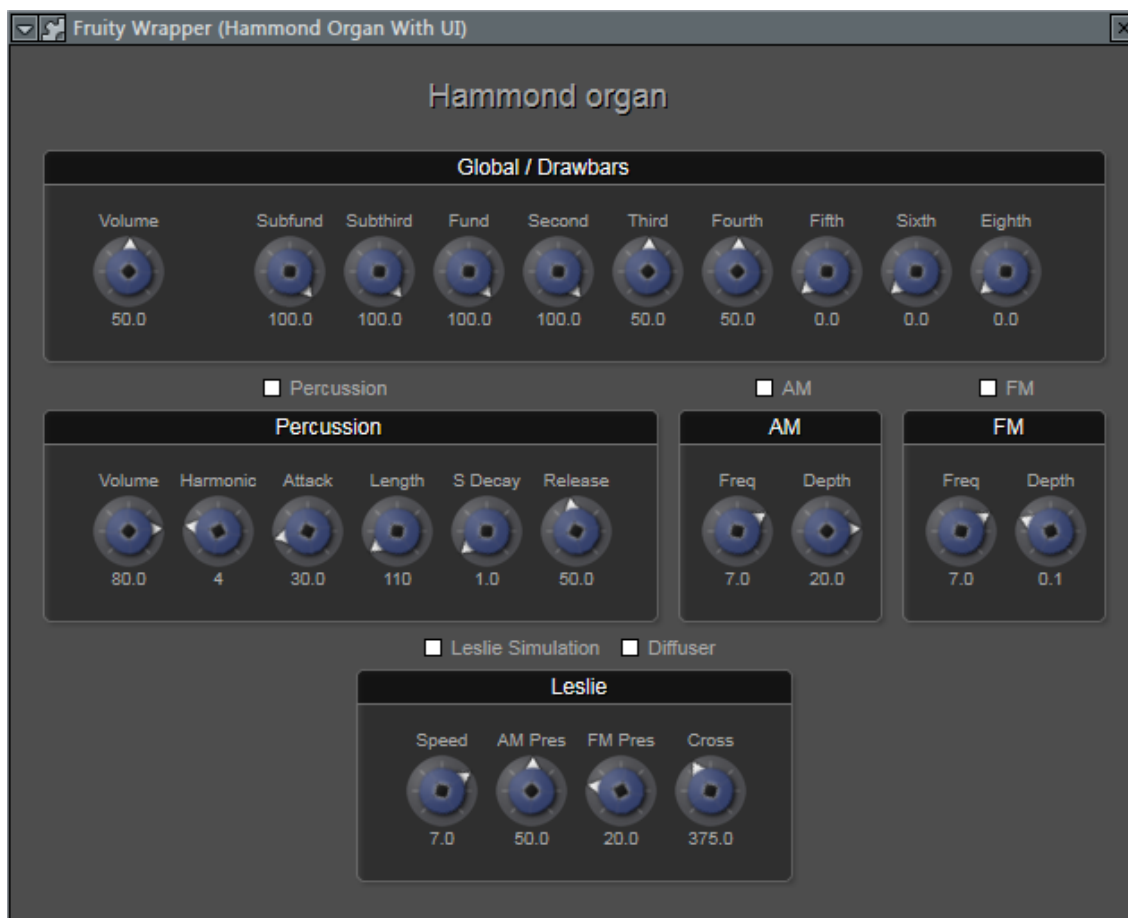 Fruity Wrapper (Hammond Organ With UI)
Hammond organ
Global / Drawbars
Volume Subfund Subthird Fund Second Third Fourth Fifth Sixth Eighth
50.0 100.0 100.0 100.0 100.0 50.0 50.0 0.0 0.0 0.0
Percussion AM FM
Percussion AM FM
Volume Harmonic Attack Length S Decay Release Freq Depth Freq Depth
80.0 4 30.0 110 1.0 50.0 7.0 20.0 7.0 0.1
Leslie Simulation Diffuser
Leslie
Speed AM Pres FM Pres Cross
7.0 50.0 20.0 375.0